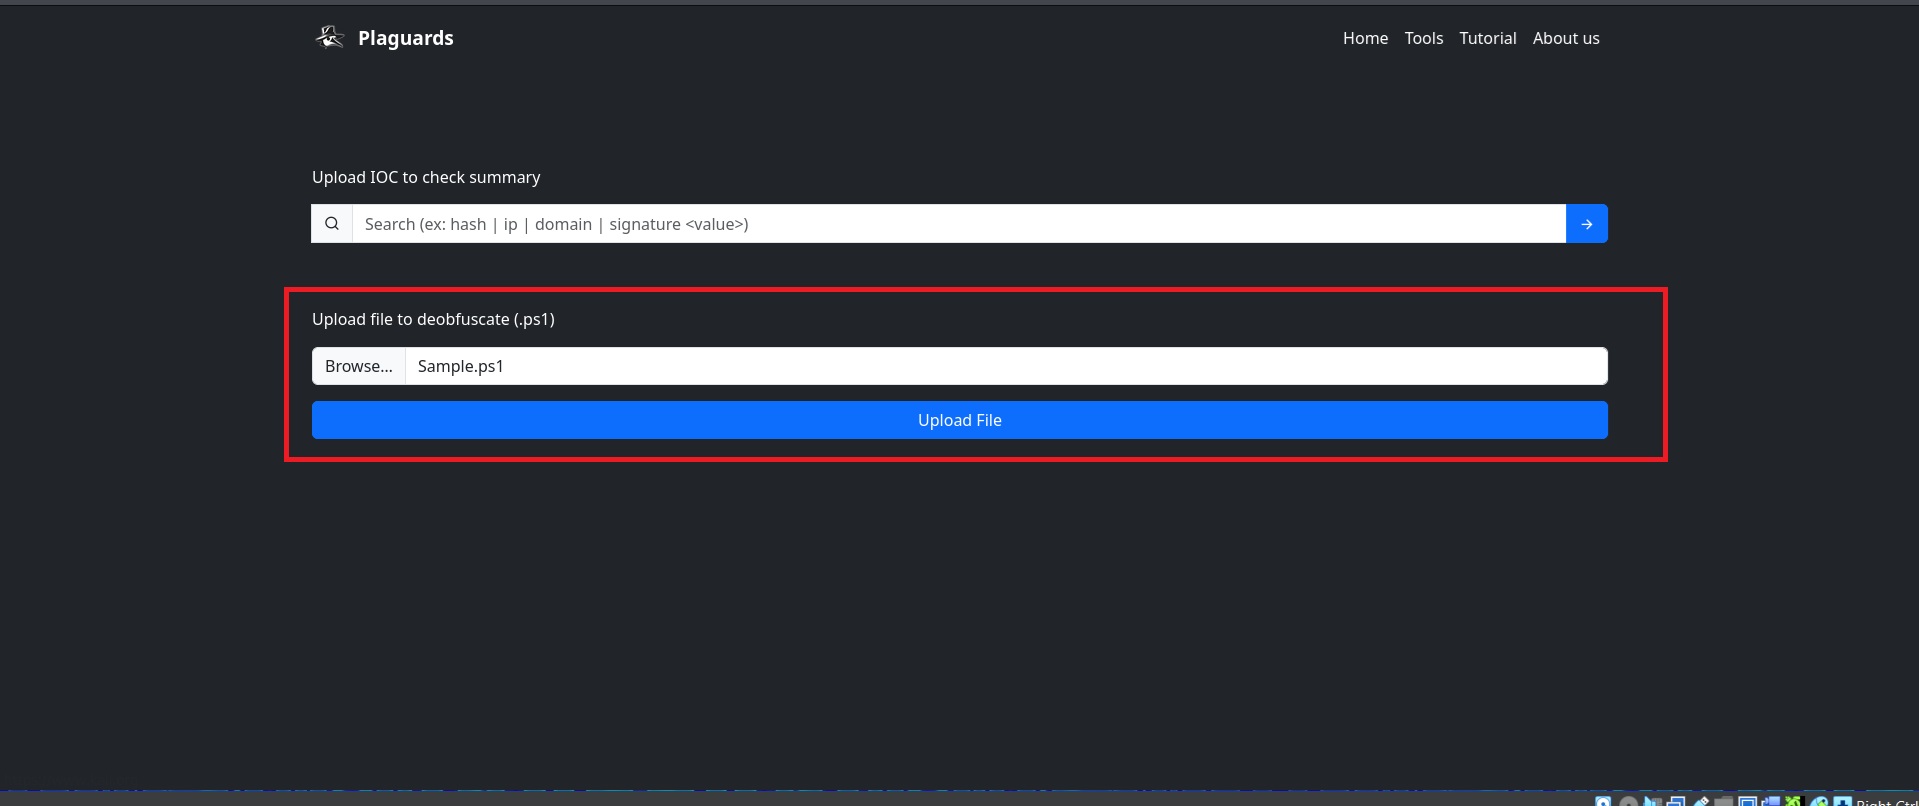 Plaguards
Home Tools Tutorial About us
Upload IOC to check summary
Search (ex: hash | ip | domain | signature <value>)
Upload file to deobfuscate (.ps1)
Browse... Sample.ps1
Upload File
Right Ctrl